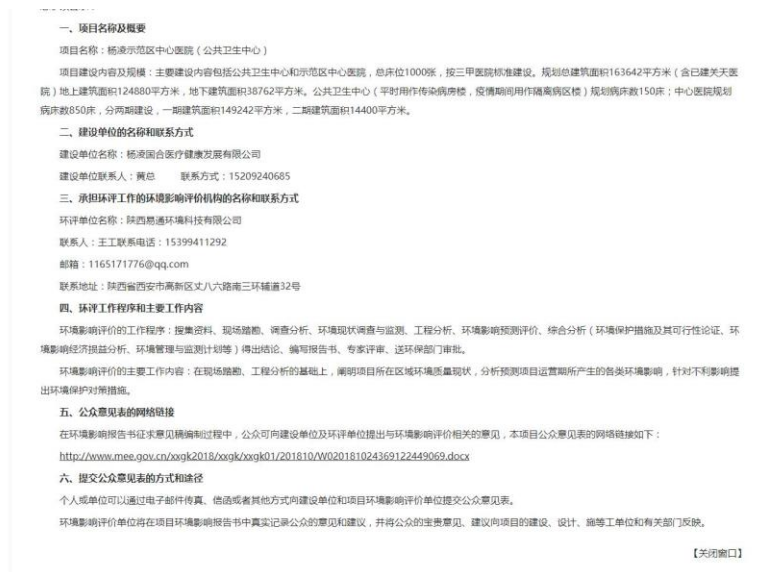 一、项目名称及概要
项目名称：杨凌示范区中心医院（公共卫生中心）
项目建设内容及规模：主要建设内容包括公共卫生中心和示范区中心医院，总床位1000张，按三甲医院标准建设。规划总建筑面积163642平方米（含已建关天医
院）地上建筑面积124880平方米，地下建筑面积38762平方米。公共卫生中心（平时用作传染病房楼，疫情期间用作隔离病区楼）规划病床数150床；中心医院规划
病床数850床，分两期建设，一期建筑面积149242平方米，二期建筑面积14400平方米。
二、建设单位的名称和联系方式
建设单位名称：杨凌国合医疗健康发展有限公司
建设单位联系人：黄总 联系方式：15209240685
三、承担环评工作的环境影响评价机构的名称和联系方式
环评单位名称：陕西易通环境科技有限公司
联系人：王工联系电话：15399411292
邮箱：1165171776@qq.com
联系地址：陕西省西安市高新区丈八六路南三环辅道32号
四、环评工作程序和主要工作内容
环境影响评价的工作程序：搜集资料、现场踏勘、调查分析、环境现状调查与监测、工程分析、环境影响预测评价、综合分析（环境保护措施及其可行性论证、环
境影响经济损益分析、环境管理与监测计划等）得出结论、编写报告书、专家评审、送环保部门审批。
环境影响评价的主要工作内容：在现场踏勘、工程分析的基础上，阐明项目所在区域环境质量现状，分析预测项目运营期所产生的各类环境影响，针对不利影响提
出环境保护对策措施。
五、公众意见表的网络链接
在环境影响报告书征求意见稿编制过程中，公众可向建设单位及环评单位提出与环境影响评价相关的意见，本项目公众意见表的网络链接如下：
http://www.mee.gov.cn/xxgk2018/xxgk/xxgk01/201810/W020181024369122449069.docx
六、提交公众意见表的方式和途径
个人或单位可以通过电子邮件传真、信函或者其他方式向建设单位和项目环境影响评价单位提交公众意见表。
环境影响评价单位将在项目环境影响报告书中真实记录公众的意见和建议，并将公众的宝贵意见、建议向项目的建设、设计、施等工单位和有关部门反映。
【关闭窗口】